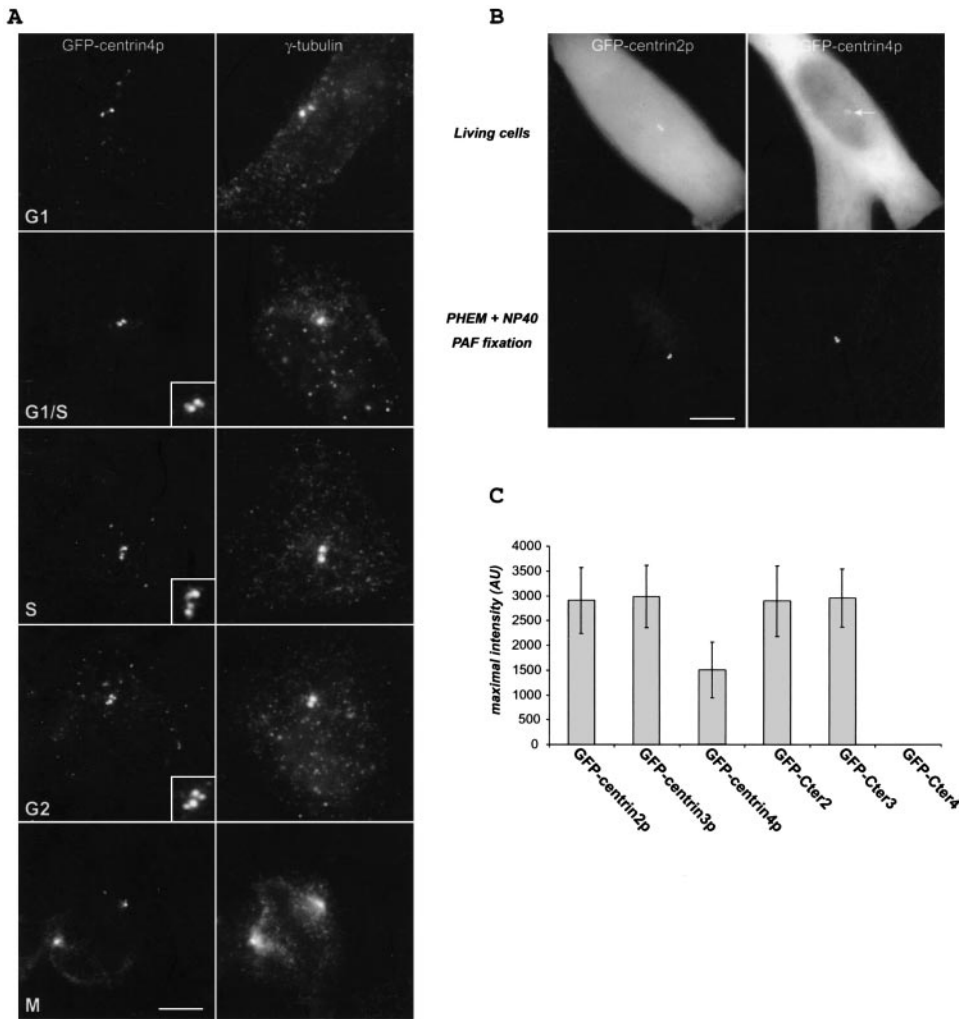 A
GFP-centrin4p
γ-tubulin
G1
G1/S
S
G2
M
B
GFP-centrin2p
GFP-centrin4p
Living cells
PHEM + NP40
PAF fixation
C
maximal intensity (AU)
4000
3500
3000
2500
2000
1500
1000
500
0
GFP-centrin2p
GFP-centrin3p
GFP-centrin4p
GFP-Cter2
GFP-Cter3
GFP-Cter4